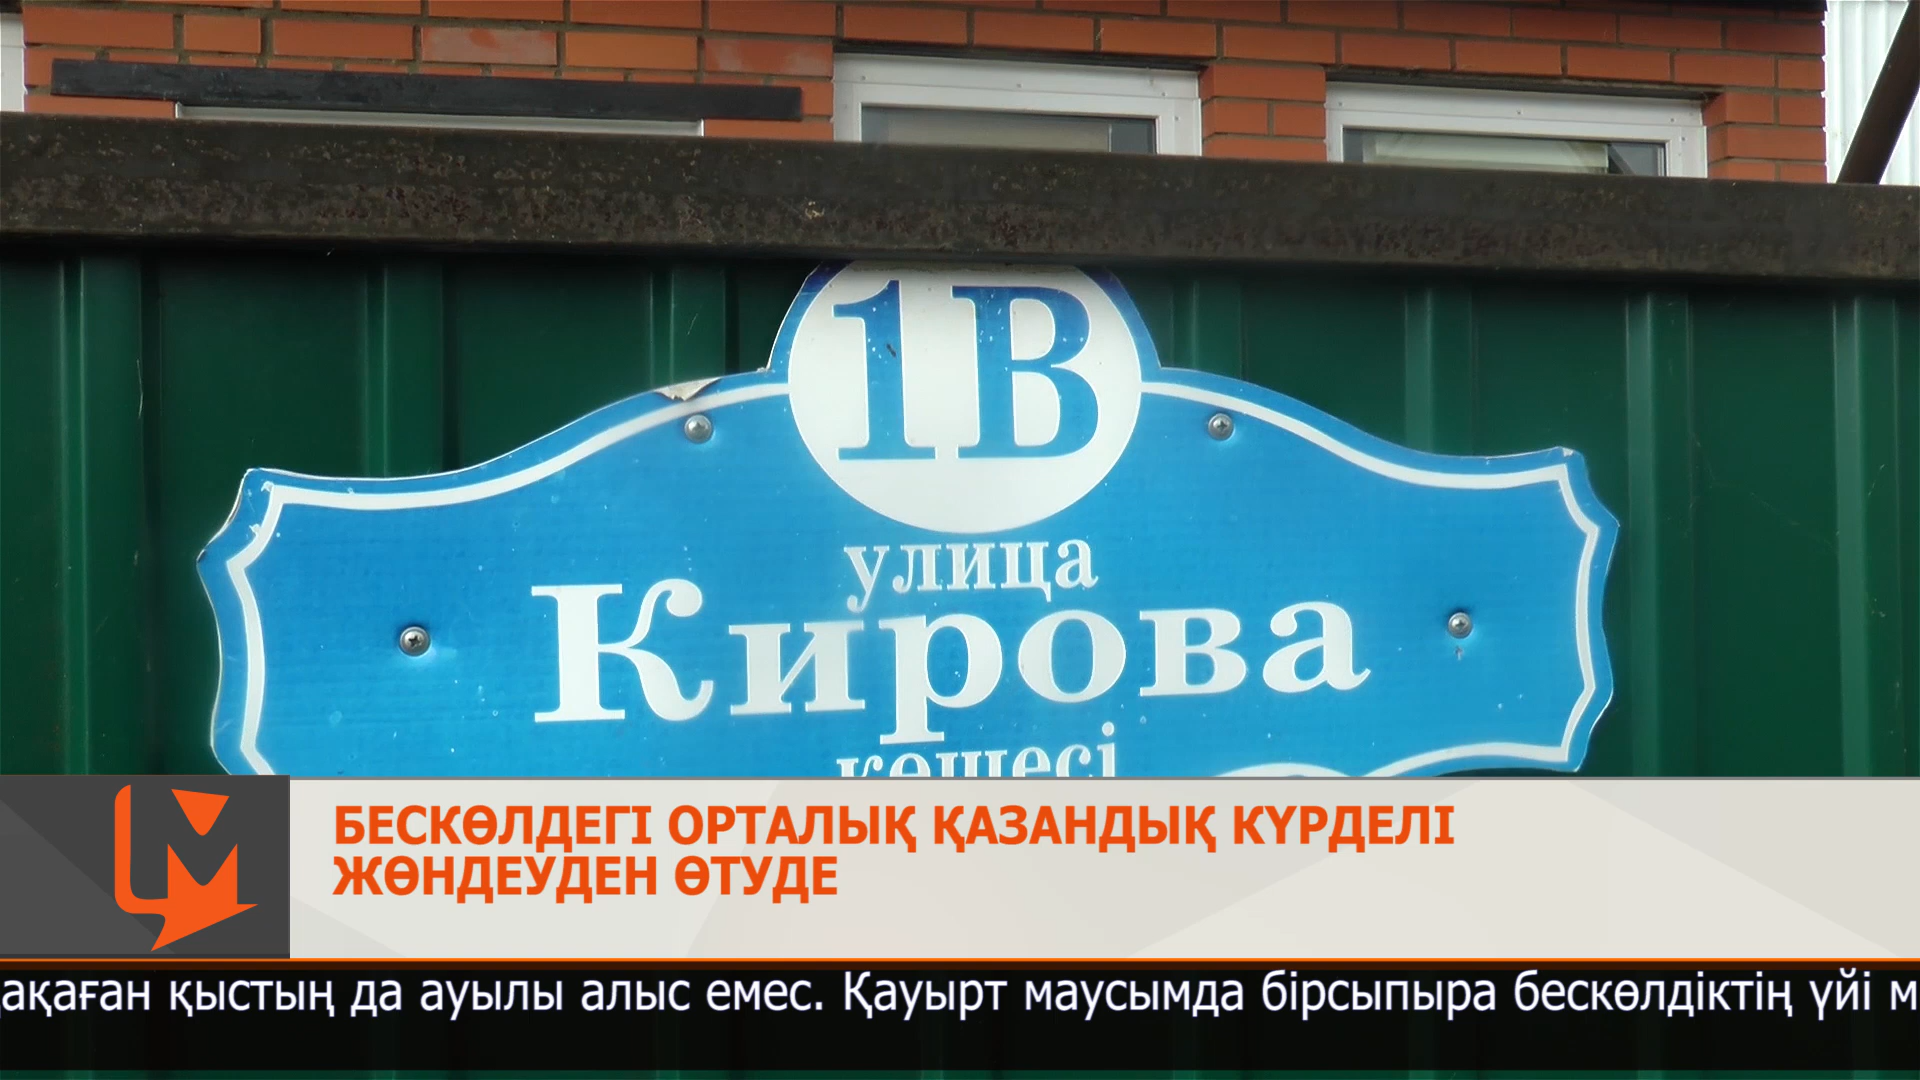 1В
улица
Кирова
көшесі
БЕСКӨЛДЕГІ ОРТАЛЫҚ ҚАЗАНДЫҚ КҮРДЕЛІ
ЖӨНДЕУДЕН ӨТУДЕ
қыстың да ауылы алыс емес. Қауырт маусымда бірсыпыра бескөлдіктің үйі